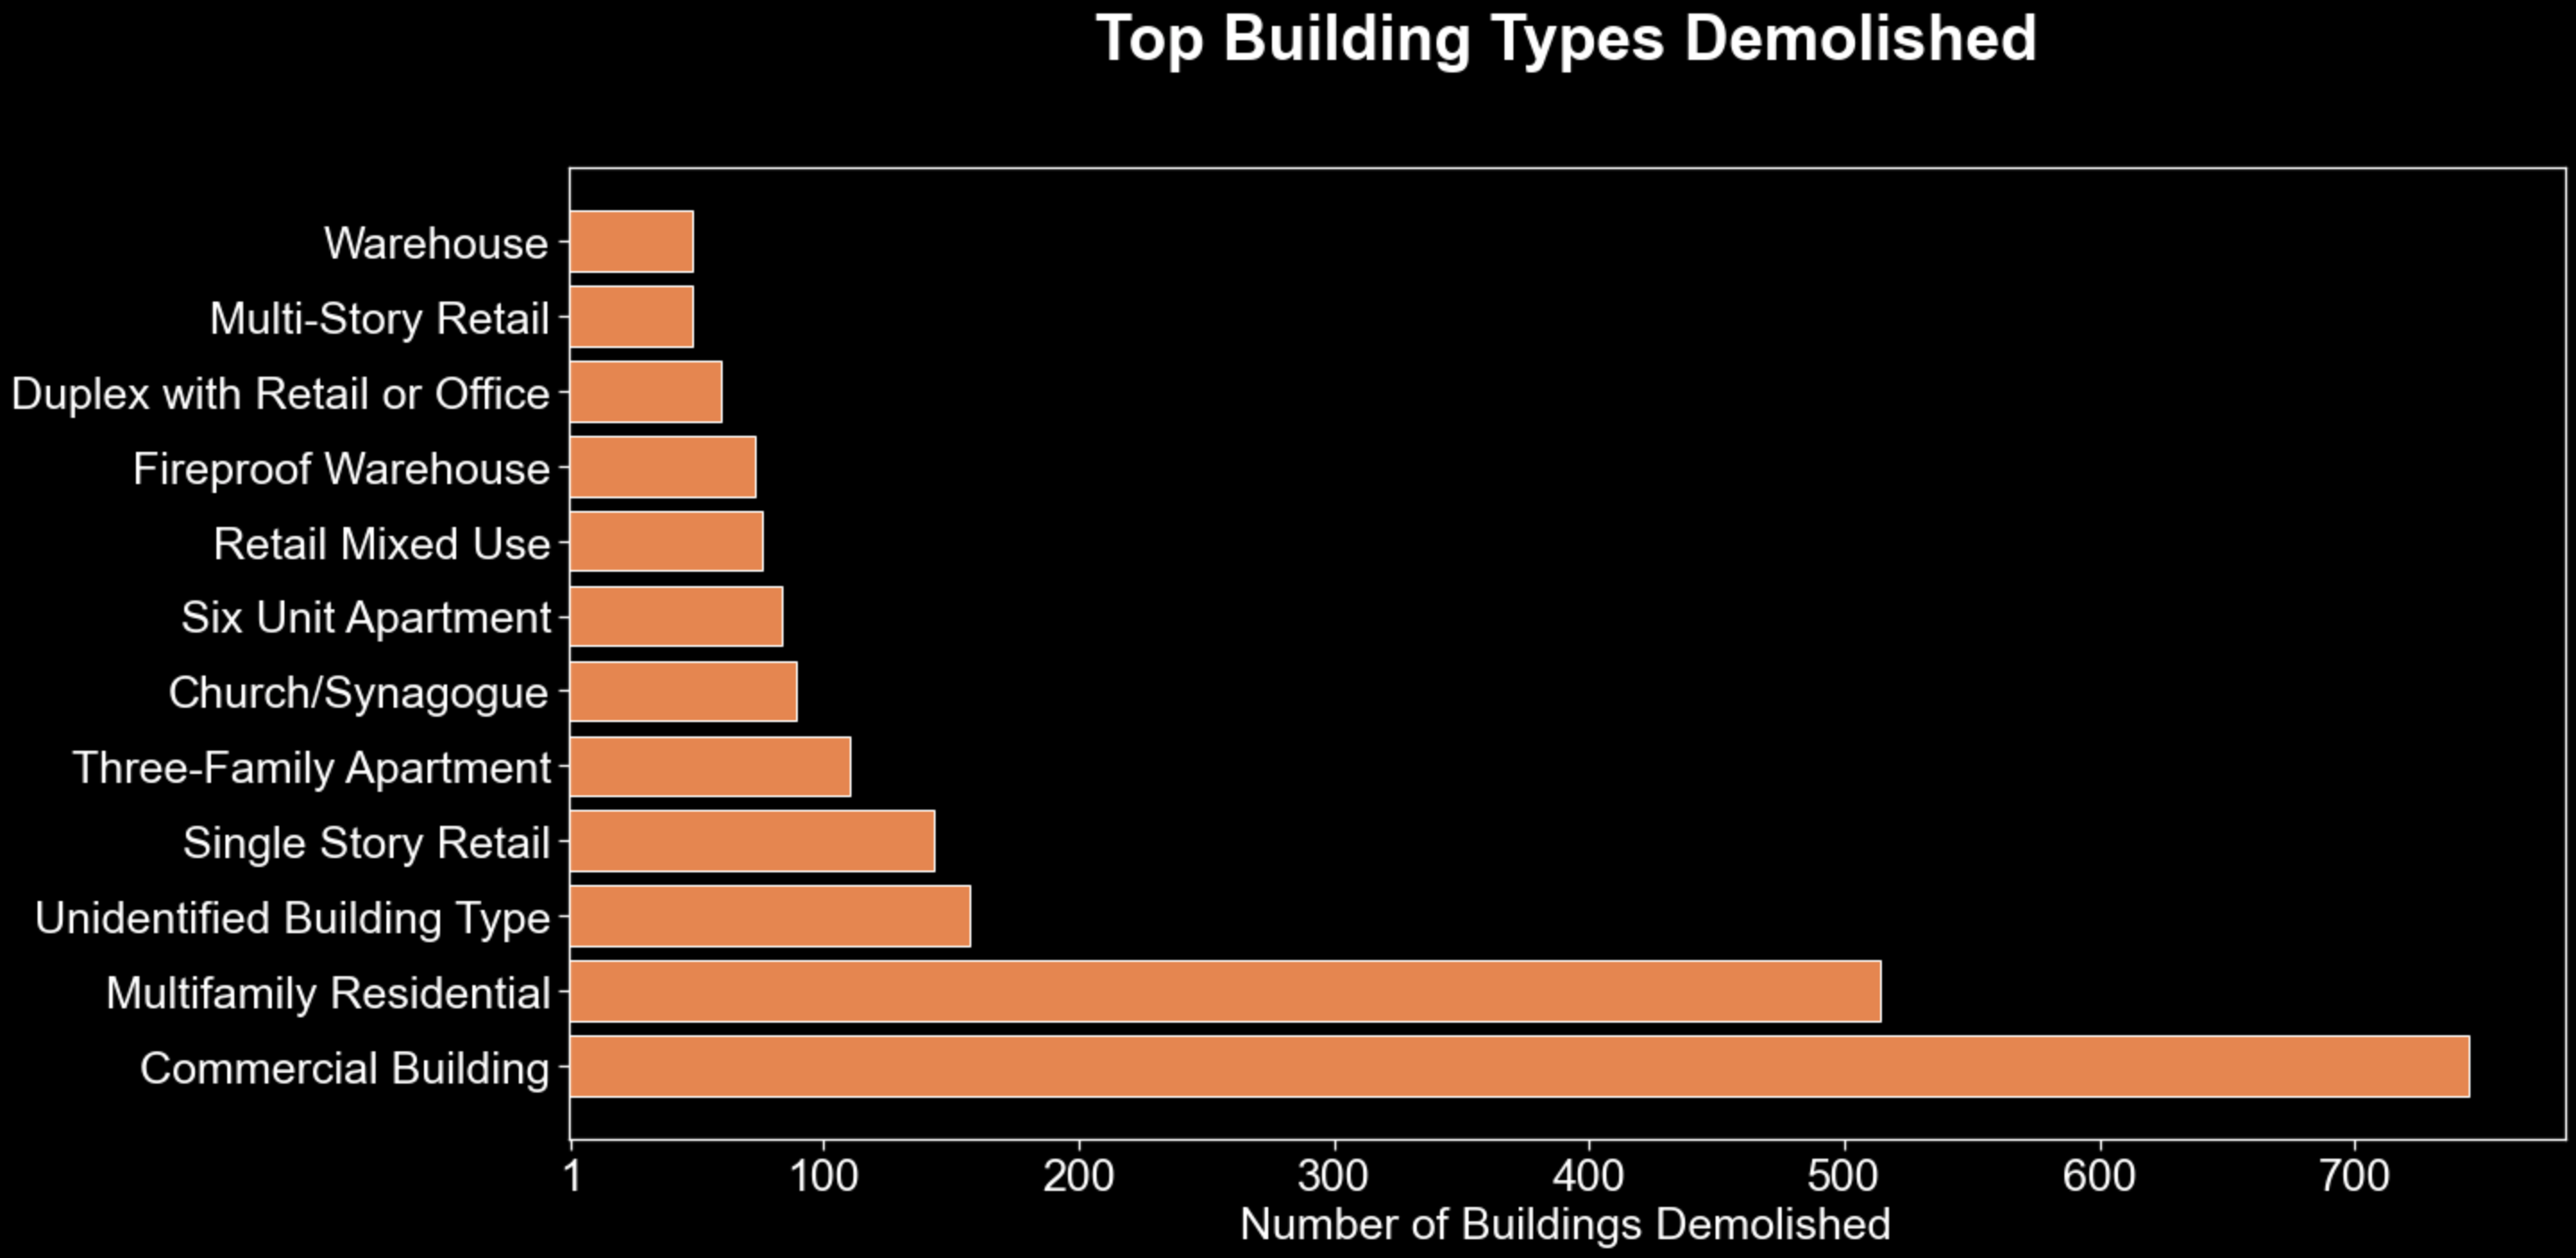 Top Building Types Demolished
Warehouse
Multi-Story Retail
Duplex with Retail or Office
Fireproof Warehouse
Retail Mixed Use
Six Unit Apartment
Church/Synagogue
Three-Family Apartment
Single Story Retail
Unidentified Building Type
Multifamily Residential
Commercial Building
1 100 200 300 400 500 600 700
Number of Buildings Demolished